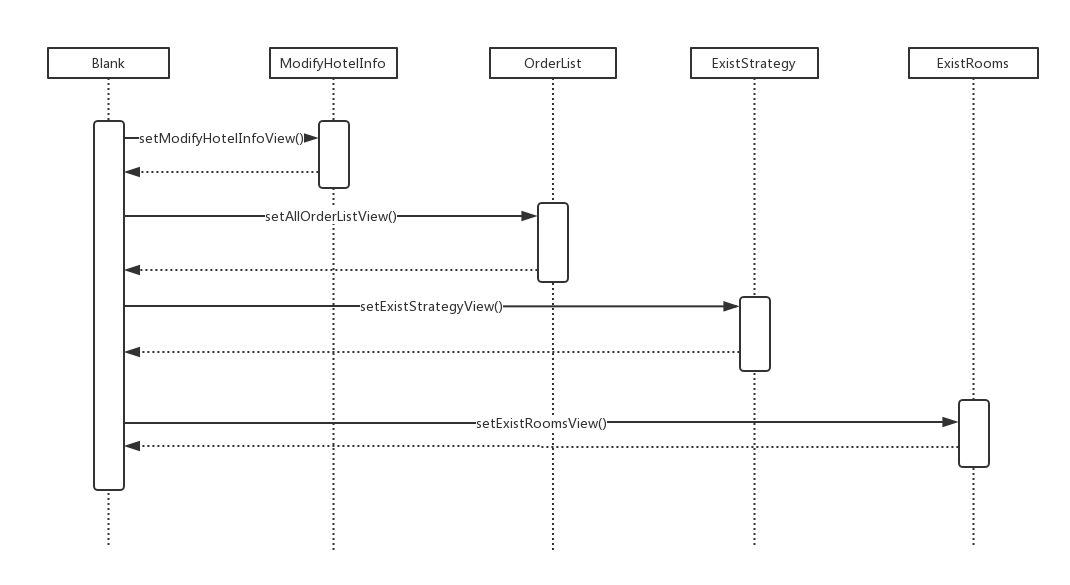 Blank
ModifyHotelInfo
OrderList
ExistStrategy
ExistRooms
setModifyHotelInfoView()
setAllOrderListView()
setExistStrategyView()
setExistRoomsView()